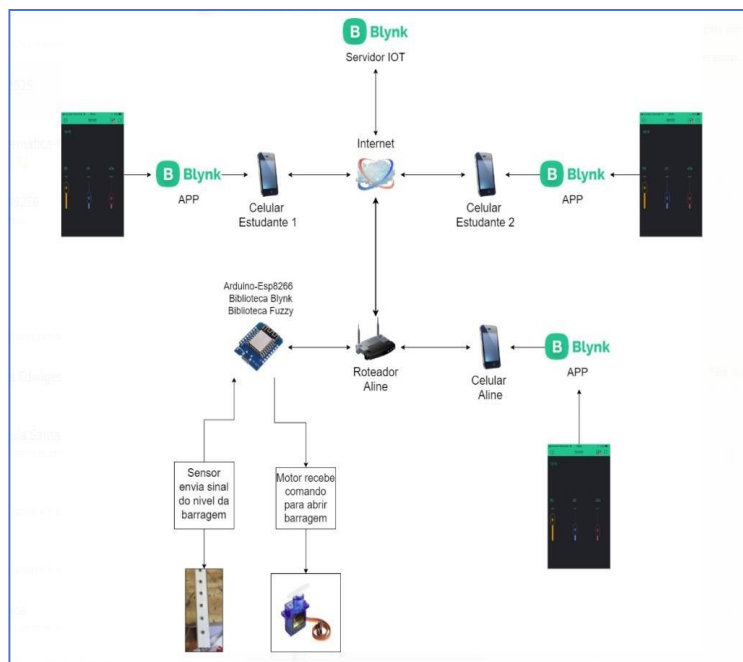 Blynk
Servidor IOT
Internet
Blynk
APP
Celular
Estudante 1
Celular
Estudante 2
Blynk
APP
Arduino-Esp8266
Biblioteca Blynk
Biblioteca Fuzzy
Roteador
Aline
Celular
Aline
Blynk
APP
Sensor
envia sinal
do nivel da
barragem
Motor recebe
comando
para abrir
barragem